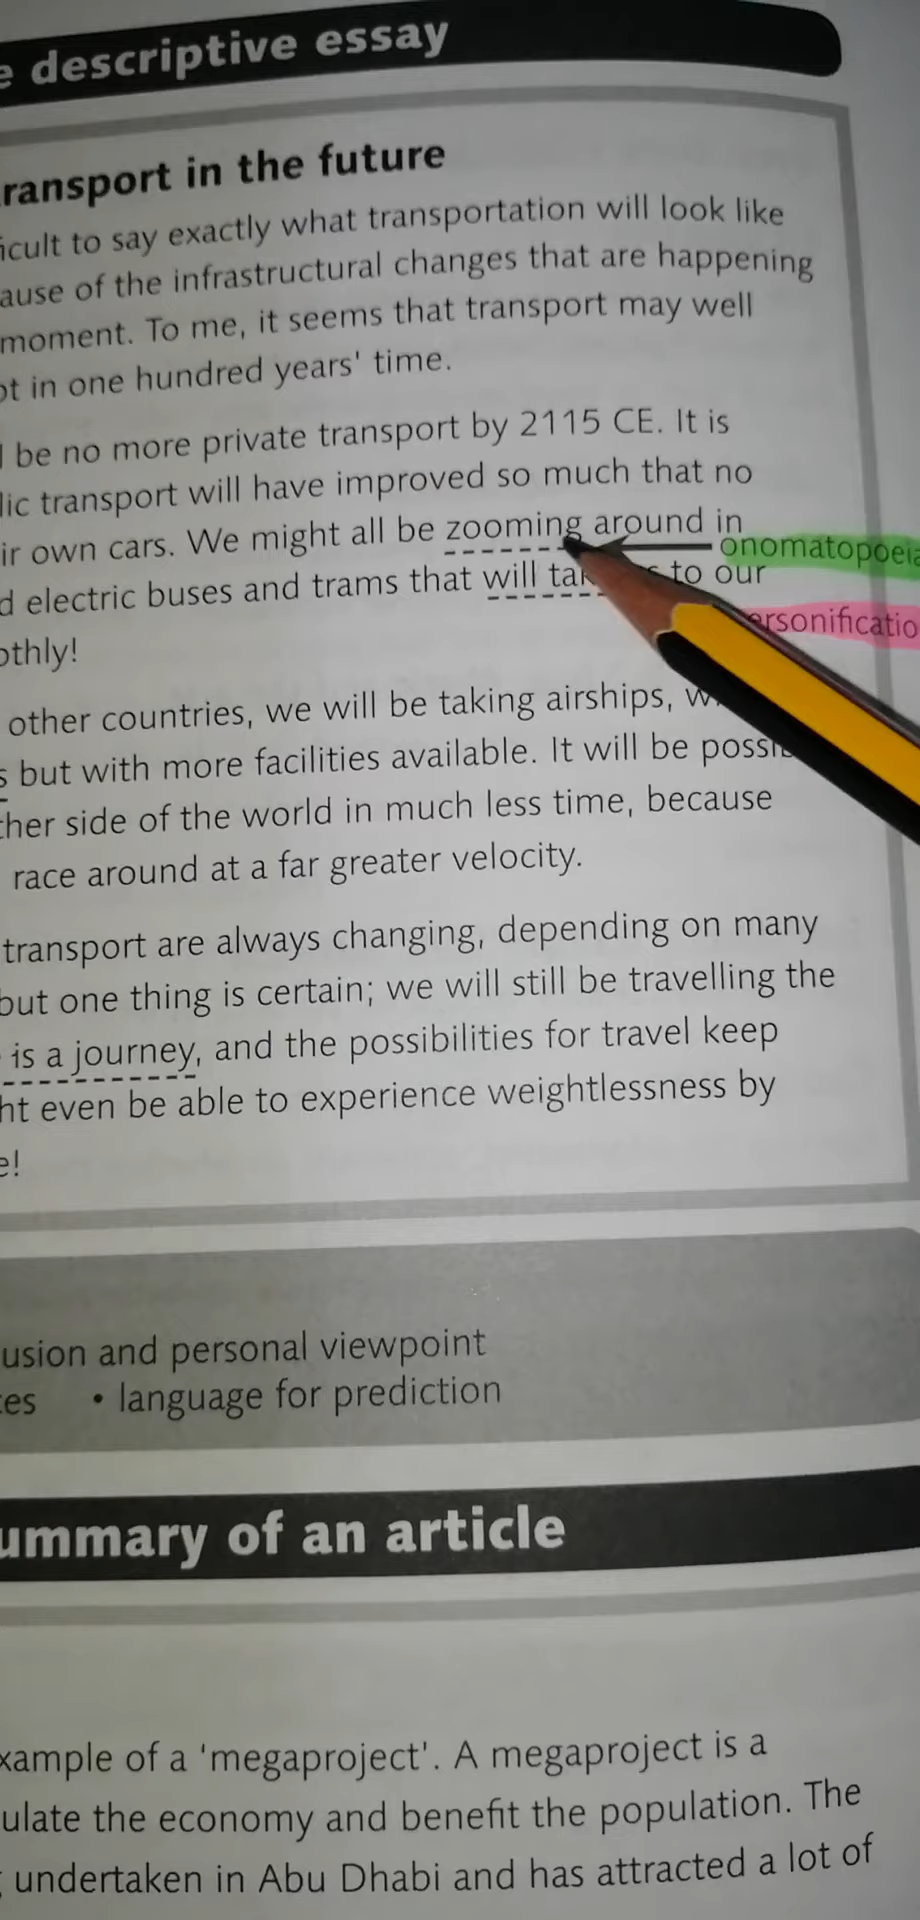 descriptive essay
ransport in the future
icult to say exactly what transportation will look like
ause of the infrastructural changes that are happening
moment. To me, it seems that transport may well
ot in one hundred years' time.
l be no more private transport by 2115 CE. It is
lic transport will have improved so much that no
ir own cars. We might all be zooming around in
onomatopoeia
d electric buses and trams that will tak to our
ersonificatio
othly!
other countries, we will be taking airships, w
s but with more facilities available. It will be possi
her side of the world in much less time, because
race around at a far greater velocity.
transport are always changing, depending on many
but one thing is certain; we will still be travelling the
is a journey, and the possibilities for travel keep
ht even be able to experience weightlessness by
e!
usion and personal viewpoint
es • language for prediction
ummary of an article
xample of a 'megaproject'. A megaproject is a
ulate the economy and benefit the population. The
undertaken in Abu Dhabi and has attracted a lot of